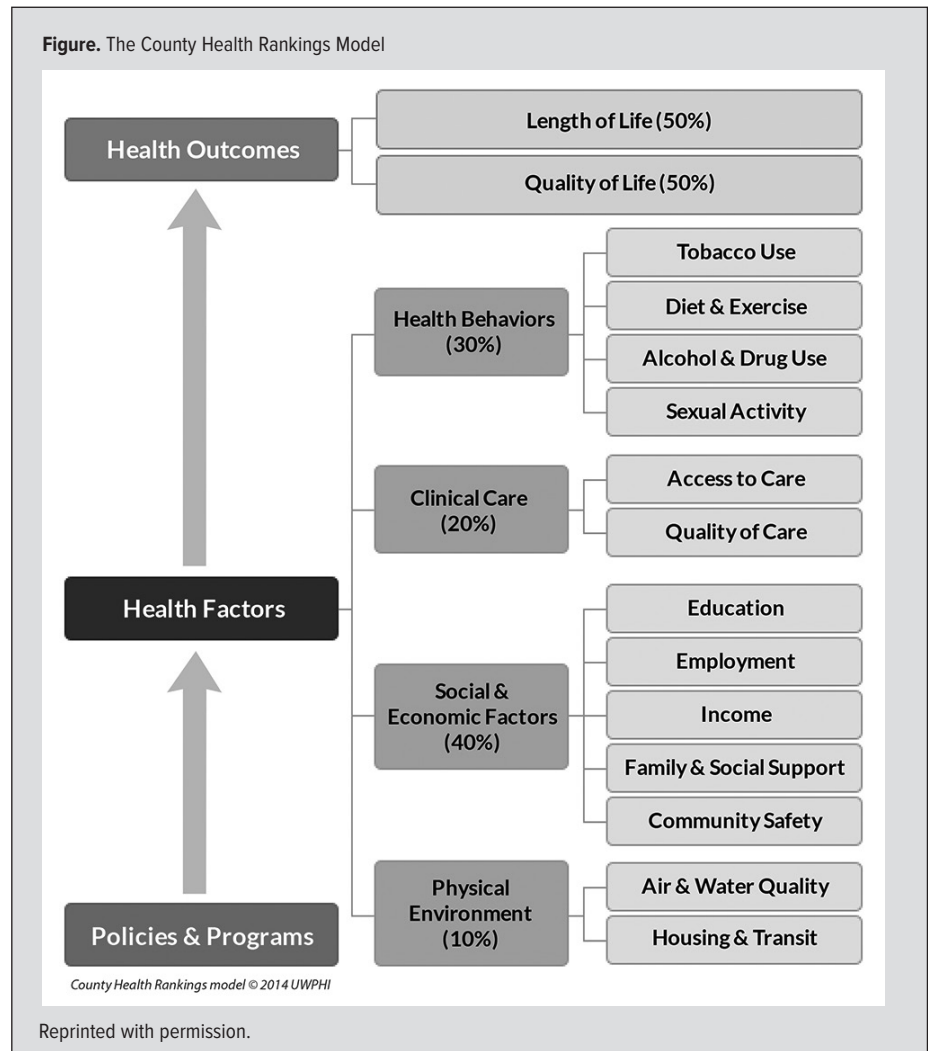 Figure. The County Health Rankings Model
Health Outcomes
Length of Life (50%)
Quality of Life (50%)
Health Behaviors
(30%)
Tobacco Use
Diet & Exercise
Alcohol & Drug Use
Sexual Activity
Clinical Care
(20%)
Access to Care
Quality of Care
Health Factors
Social &
Economic Factors
(40%)
Education
Employment
Income
Family & Social Support
Community Safety
Physical
Environment
(10%)
Air & Water Quality
Housing & Transit
Policies & Programs
County Health Rankings model © 2014 UWPHI
Reprinted with permission.